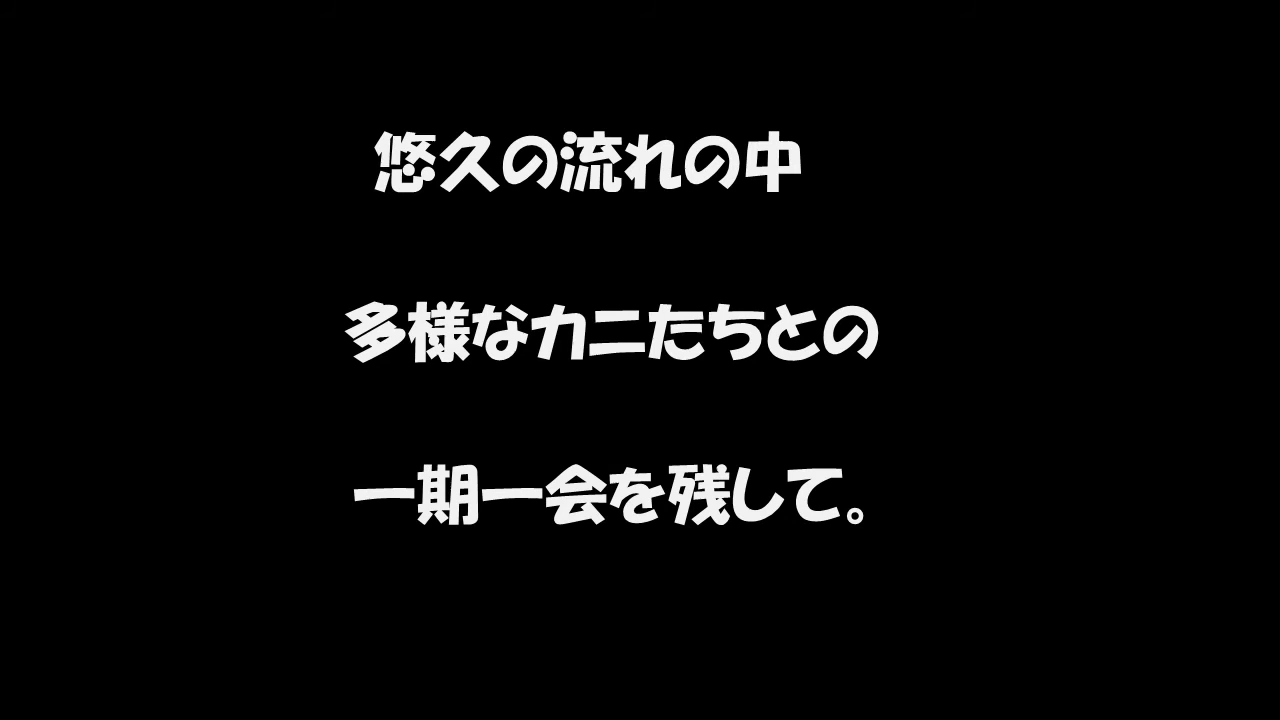 悠久の流れの中
多様なカニたちとの
一期一会を残して。